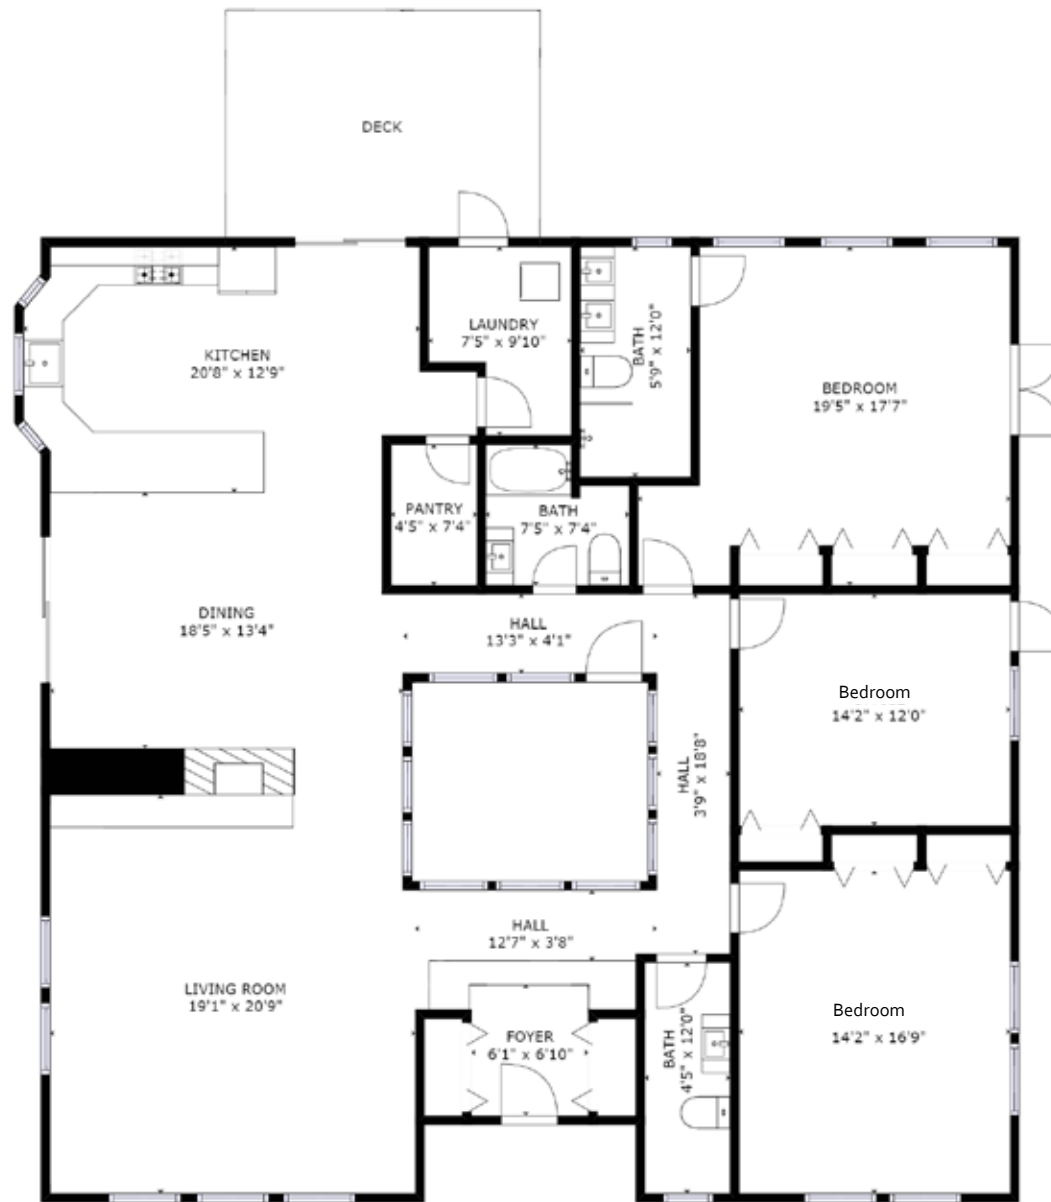 DECK
LAUNDRY
7'5" x 9'10"
BATH
5'9" x 12'0"
KITCHEN
20'8" x 12'9"
BEDROOM
19'5" x 17'7"
PANTRY
4'5" x 7'4"
BATH
7'5" x 7'4"
DINING
18'5" x 13'4"
HALL
13'3" x 4'1"
Bedroom
14'2" x 12'0"
HALL
3'9" x 18'8"
HALL
12'7" x 3'8"
LIVING ROOM
19'1" x 20'9"
FOYER
6'1" x 6'10"
BATH
4'5" x 12'0"
Bedroom
14'2" x 16'9"